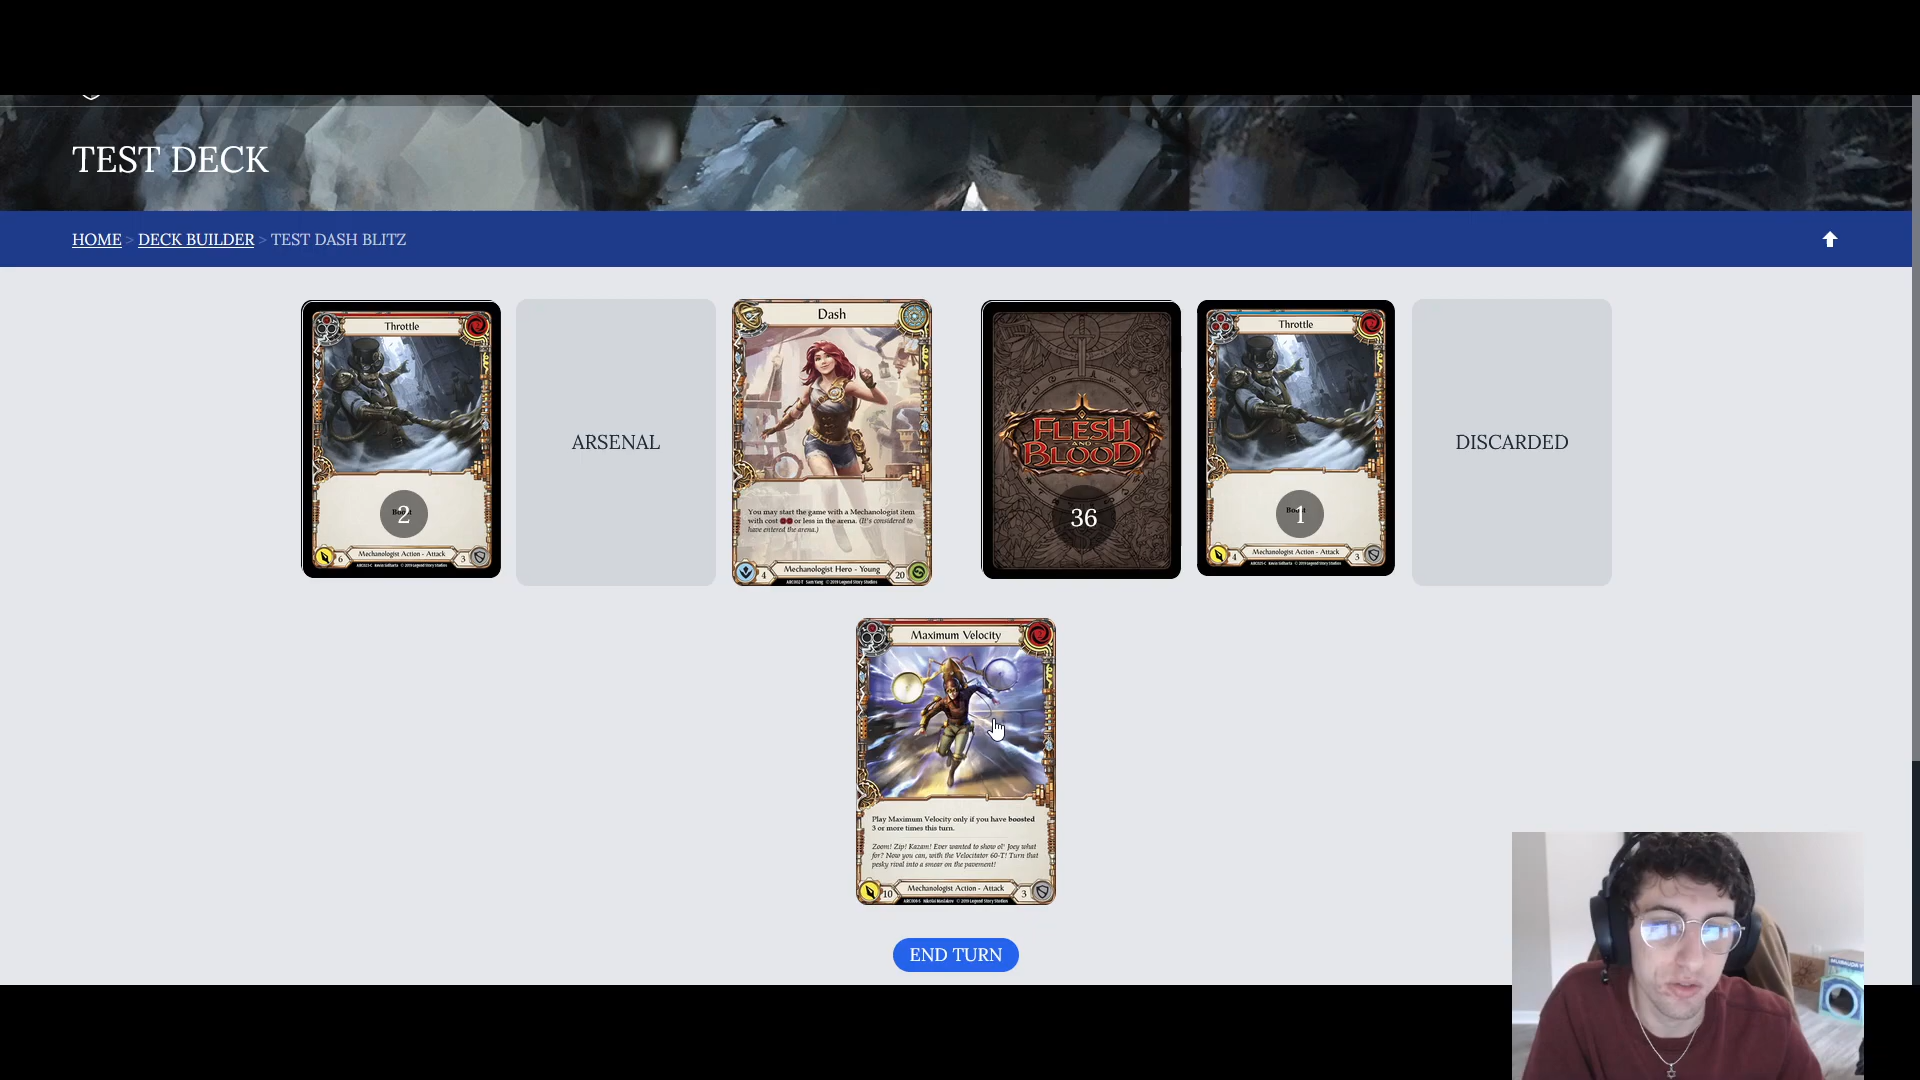 TEST DECK
HOME > DECK BUILDER > TEST DASH BLITZ
Throttle
2
6
Mechanologist Action - Attack
3
ARSENAL
Dash
You may start the game with a Mechanologist item
with cost or less in the arena. (It's considered to
have entered the arena.)
4
Mechanologist Hero - Young
20
FLESH
AND
BLOOD
36
Throttle
1
4
Mechanologist Action - Attack
3
DISCARDED
Maximum Velocity
Play Maximum Velocity only if you have boosted
3 or more times this turn.
Zoom! Zip! Kazam! Ever wanted to show ol' Joey what
for? Now you can, with the Velocitator 60-T! Turn that
pesky rival into a smear on the pavement!
10
Mechanologist Action - Attack
3
END TURN